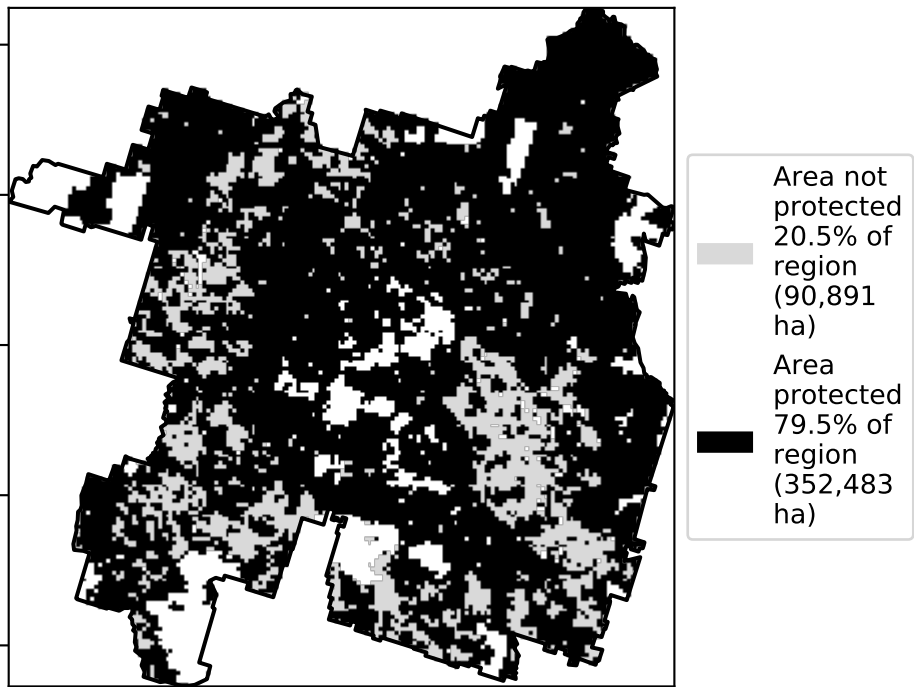 Area not
protected
20.5% of
region
(90,891
ha)
Area
protected
79.5% of
region
(352,483
ha)